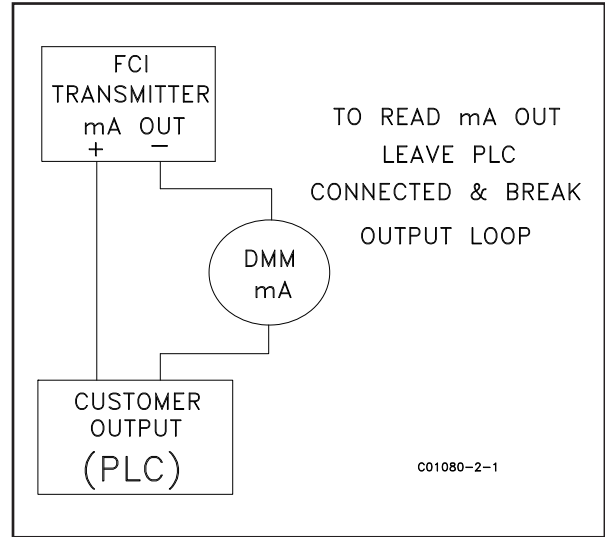 FCI
TRANSMITTER
mA OUT
+ −
TO READ mA OUT
LEAVE PLC
CONNECTED & BREAK
OUTPUT LOOP
DMM
mA
CUSTOMER
OUTPUT
(PLC)
C01080-2-1